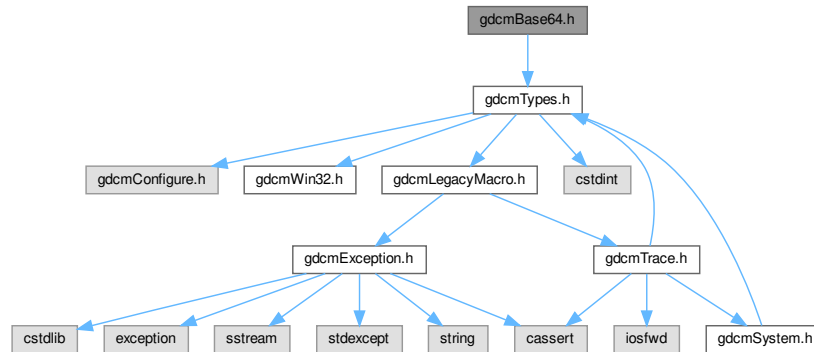 gdcmBase64.h
gdcmTypes.h
gdcmConfigure.h
gdcmWin32.h
gdcmLegacyMacro.h
cstdint
gdcmException.h
gdcmTrace.h
cstdlib
exception
sstream
stdexcept
string
cassert
iosfwd
gdcmSystem.h